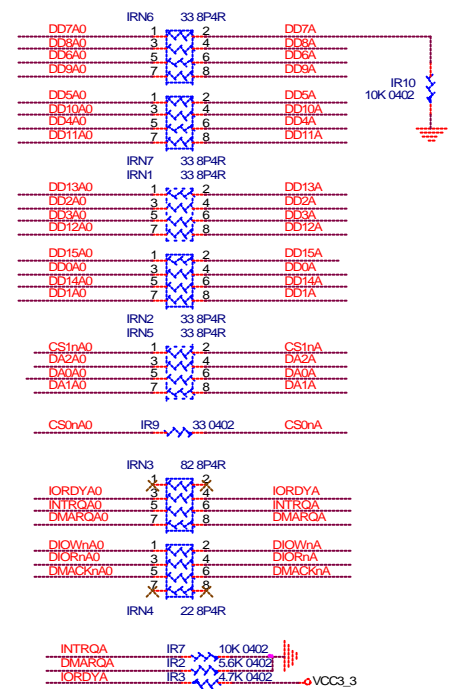 IRN6 33 8P4R
DD7A0 1 2 DD7A
DD8A0 3 4 DD8A
DD6A0 5 6 DD6A
DD9A0 7 8 DD9A
IR10
10K 0402
DD5A0 1 2 DD5A
DD10A0 3 4 DD10A
DD4A0 5 6 DD4A
DD11A0 7 8 DD11A
IRN7 33 8P4R
IRN1 33 8P4R
DD13A0 1 2 DD13A
DD2A0 3 4 DD2A
DD3A0 5 6 DD3A
DD12A0 7 8 DD12A
DD15A0 1 2 DD15A
DD0A0 3 4 DD0A
DD14A0 5 6 DD14A
DD1A0 7 8 DD1A
IRN2 33 8P4R
IRN5 33 8P4R
CS1nA0 1 2 CS1nA
DA2A0 3 4 DA2A
DA0A0 5 6 DA0A
DA1A0 7 8 DA1A
CS0nA0 IR9 33 0402 CS0nA
IRN3 82 8P4R
1 2
IORDYA0 3 4 IORDYA
INTRQA0 5 6 INTRQA
DMARQA0 7 8 DMARQA
DIOWnA0 1 2 DIOWnA
DIORnA0 3 4 DIORnA
DMACKnA0 5 6 DMACKnA
7 8
IRN4 22 8P4R
INTRQA IR7 10K 0402
DMARQA IR2 5.6K 0402
IORDYA IR3 4.7K 0402 VCC3_3